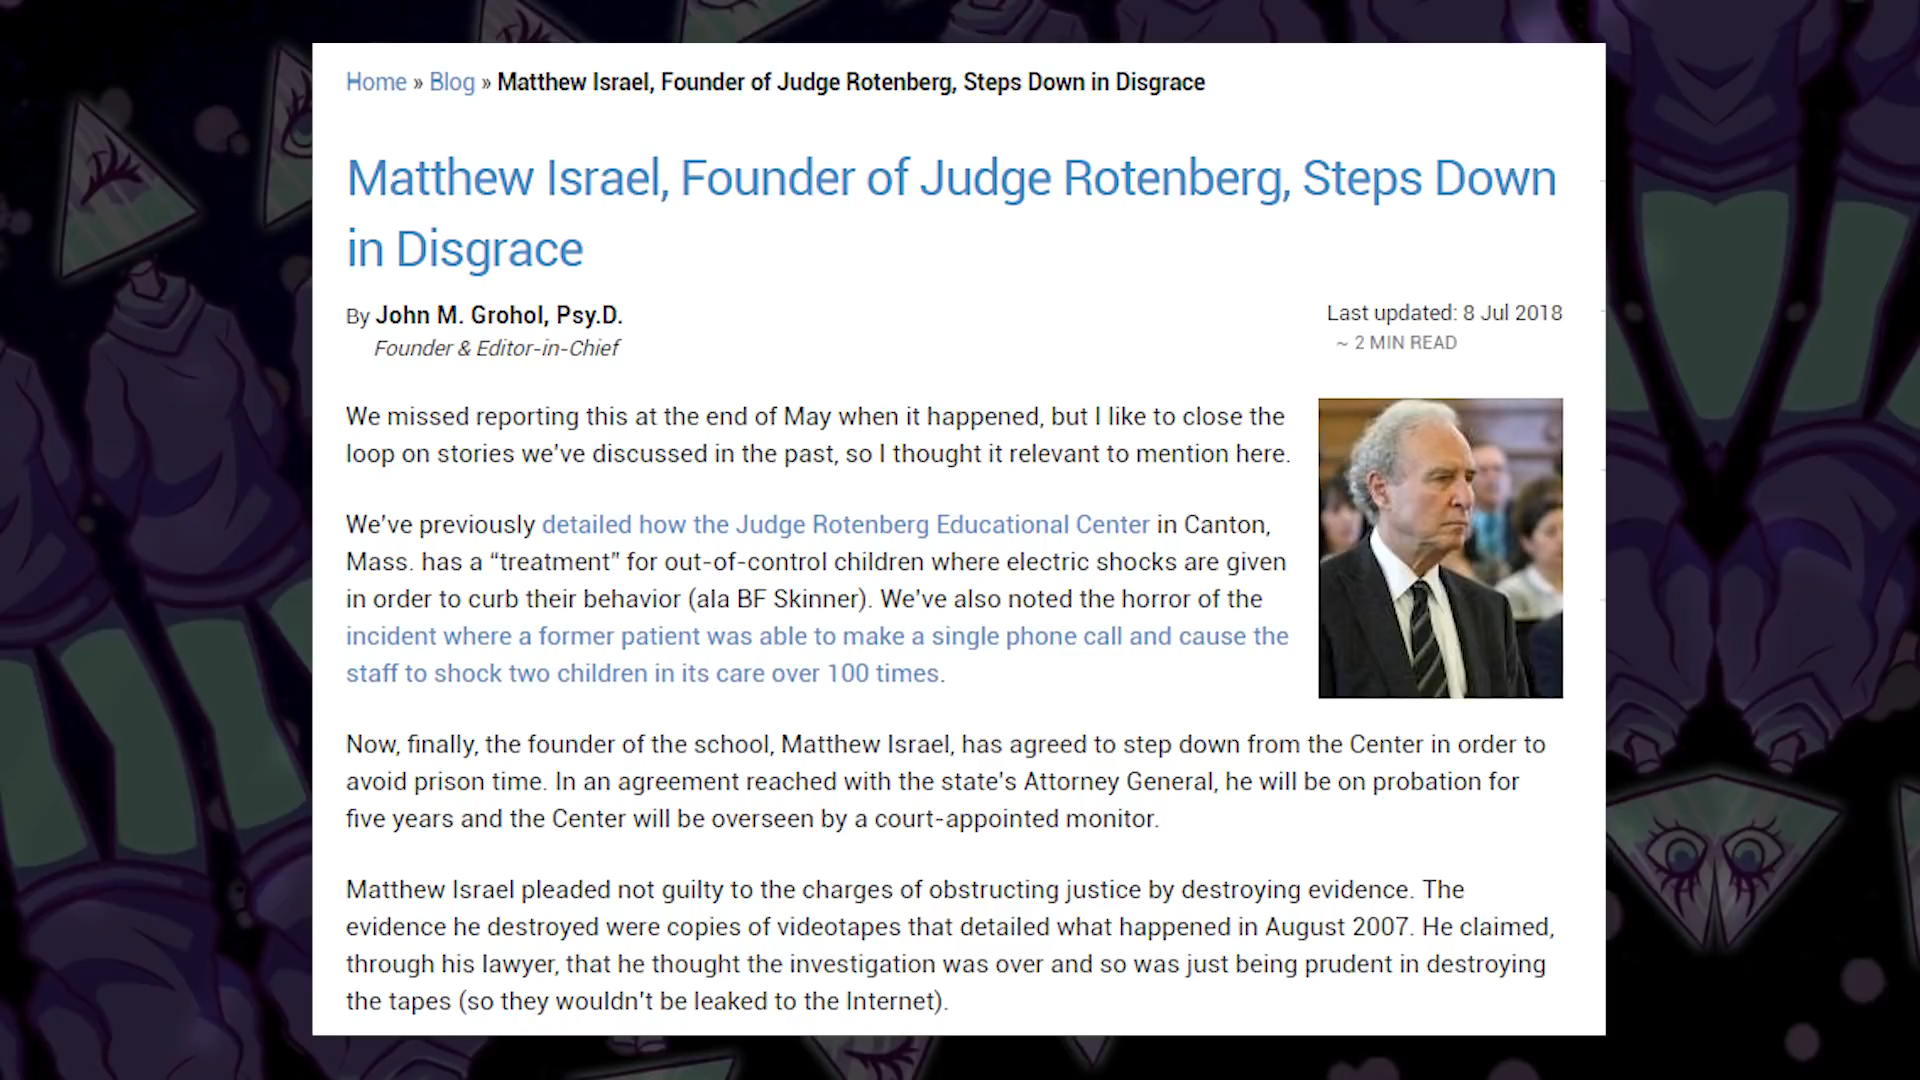 Home » Blog » Matthew Israel, Founder of Judge Rotenberg, Steps Down in Disgrace
Matthew Israel, Founder of Judge Rotenberg, Steps Down
in Disgrace
By John M. Grohol, Psy.D.
Founder & Editor-in-Chief
Last updated: 8 Jul 2018
~ 2 MIN READ
We missed reporting this at the end of May when it happened, but I like to close the
loop on stories we've discussed in the past, so I thought it relevant to mention here.
We've previously detailed how the Judge Rotenberg Educational Center in Canton,
Mass. has a “treatment” for out-of-control children where electric shocks are given
in order to curb their behavior (ala BF Skinner). We've also noted the horror of the
incident where a former patient was able to make a single phone call and cause the
staff to shock two children in its care over 100 times.
Now, finally, the founder of the school, Matthew Israel, has agreed to step down from the Center in order to
avoid prison time. In an agreement reached with the state's Attorney General, he will be on probation for
five years and the Center will be overseen by a court-appointed monitor.
Matthew Israel pleaded not guilty to the charges of obstructing justice by destroying evidence. The
evidence he destroyed were copies of videotapes that detailed what happened in August 2007. He claimed,
through his lawyer, that he thought the investigation was over and so was just being prudent in destroying
the tapes (so they wouldn't be leaked to the Internet).